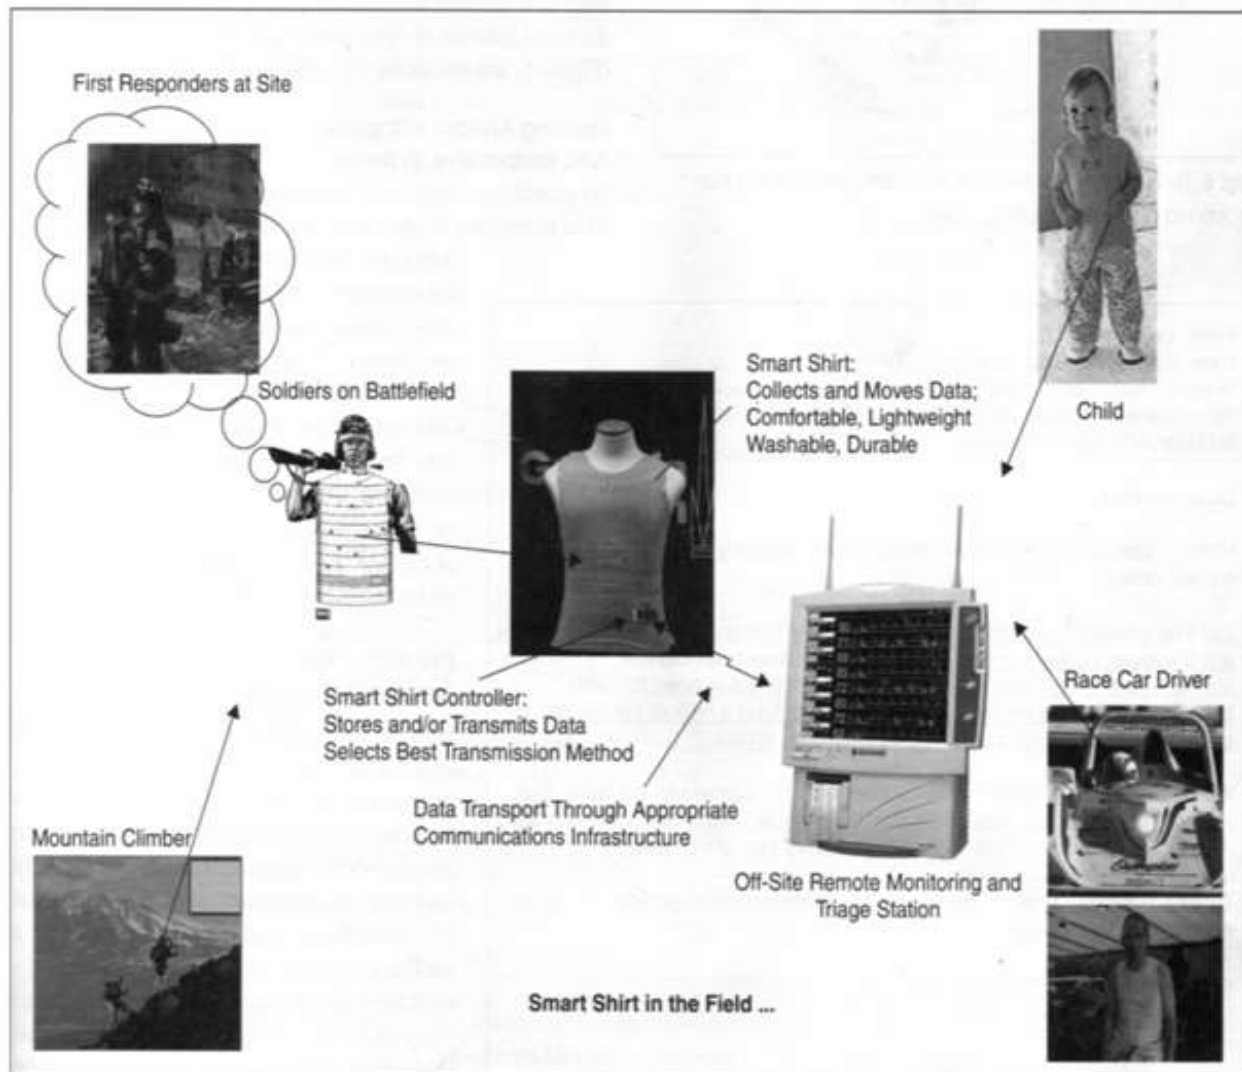 First Responders at Site
Soldiers on Battlefield
Smart Shirt:
Collects and Moves Data;
Comfortable, Lightweight
Washable, Durable
Child
Smart Shirt Controller:
Stores and/or Transmits Data
Selects Best Transmission Method
Race Car Driver
Data Transport Through Appropriate
Communications Infrastructure
Mountain Climber
Off-Site Remote Monitoring and
Triage Station
Smart Shirt in the Field ...